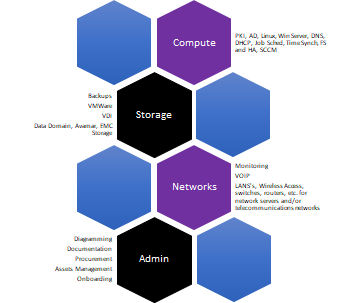 Compute
PKI, AD, Linux, Win Server, DNS,
DHCP, Job Sched, Time Synch, FS
and HA, SCCM
Backups
VMWare
VDI
Data Domain, Avamar, EMC
Storage
Storage
Networks
Monitoring
VOIP
LANS's, Wireless Access,
switches, routers, etc. for
network servers and/or
telecommunications networks
Diagramming
Documentation
Procurement
Assets Management
Onboarding
Admin